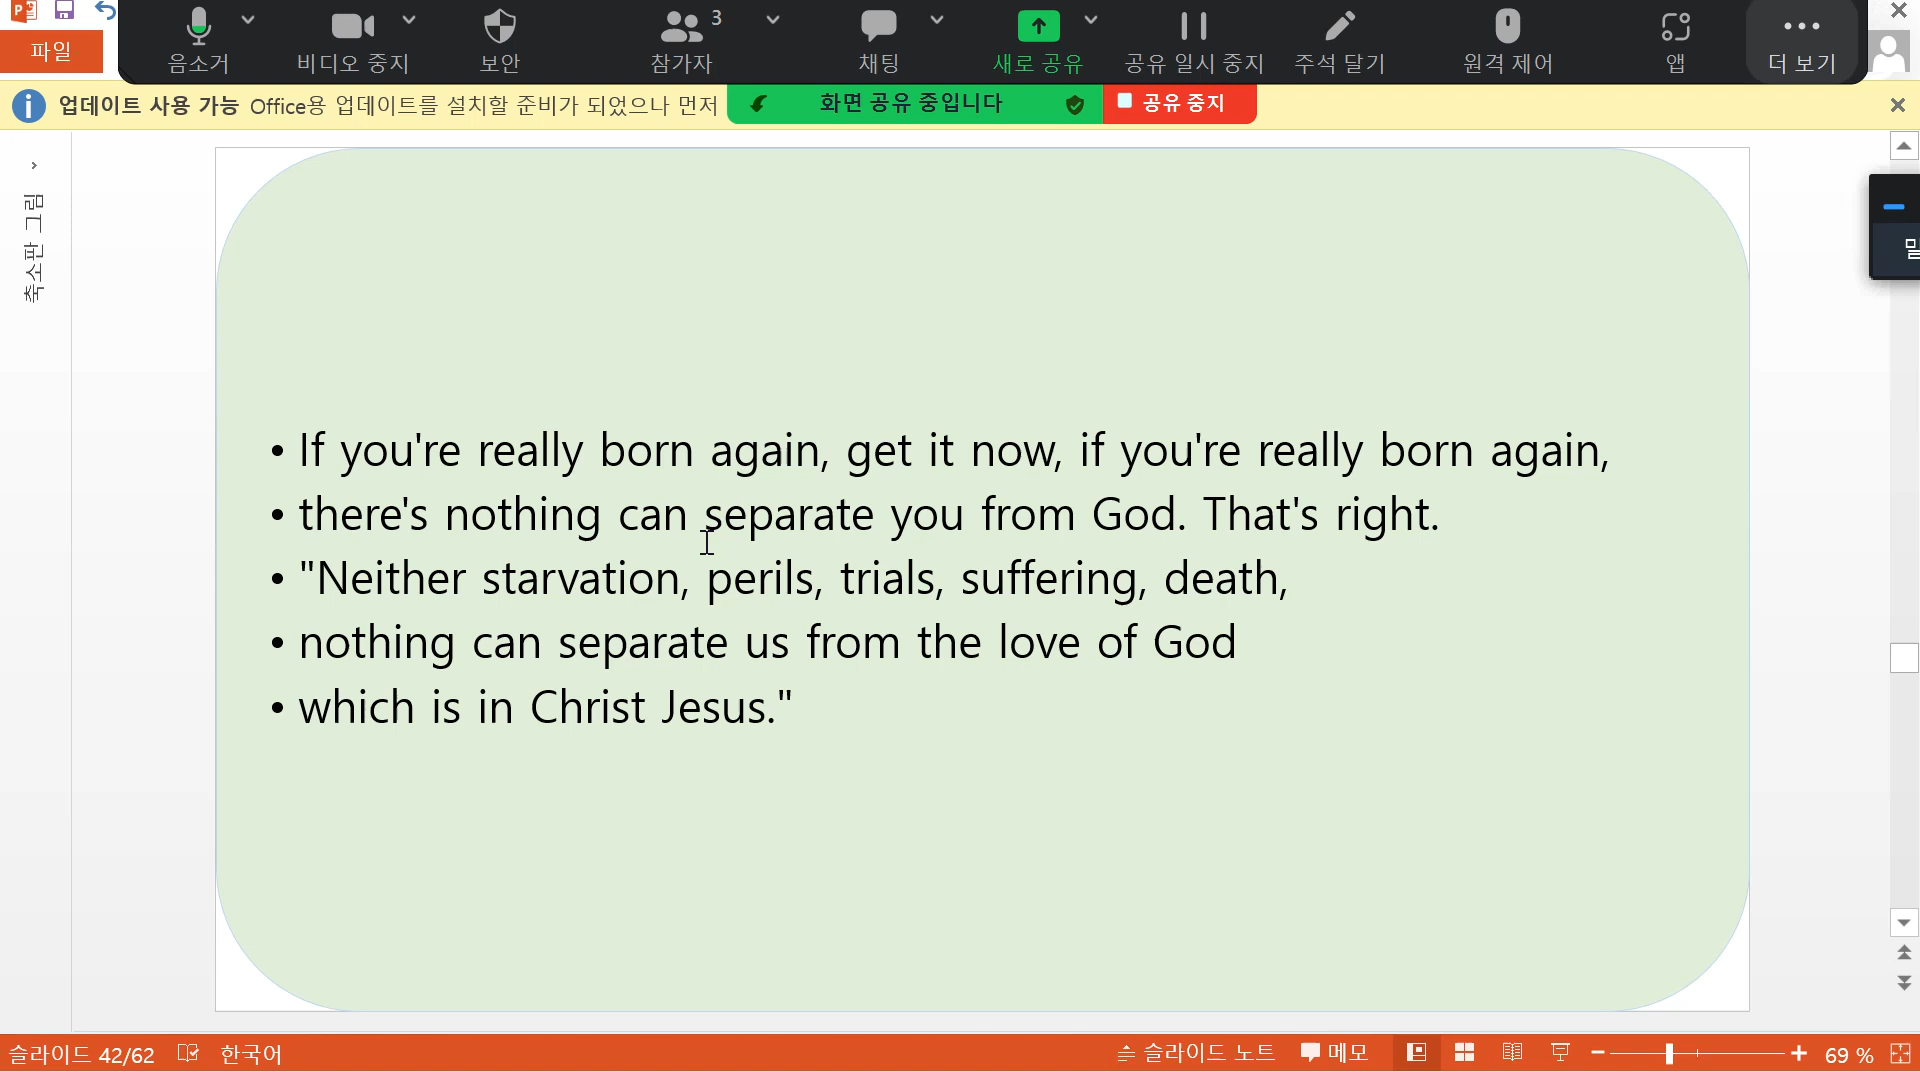 파일
음소거
비디오 중지
보안
3
참가자
채팅
새로 공유
공유 일시 중지
주석 달기
원격 제어
앱
더 보기
업데이트 사용 가능 Office용 업데이트를 설치할 준비가 되었으나 먼저
화면 공유 중입니다
공유 중지
축소판 그림
• If you're really born again, get it now, if you're really born again,
• there's nothing can separate you from God. That's right.
• "Neither starvation, perils, trials, suffering, death,
• nothing can separate us from the love of God
• which is in Christ Jesus."
슬라이드 42/62
한국어
슬라이드 노트
메모
69 %